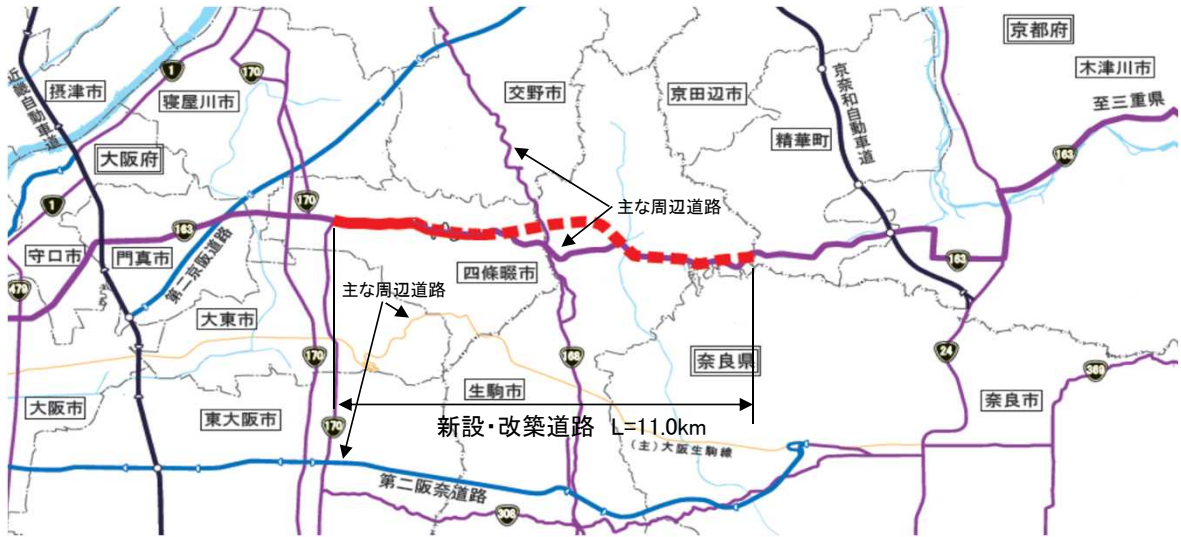 京都府
木津川市
至三重県
163
近畿自動車道
摂津市
1
寝屋川市
170
大阪府
交野市
京田辺市
京奈和自動車道
精華町
1
163
170
主な周辺道路
守口市
門真市
第二京阪道路
四條畷市
163
479
主な周辺道路
大東市
170
168
奈良県
24
369
大阪市
東大阪市
生駒市
奈良市
170
新設・改築道路 L=11.0km
(主)大阪生駒線
第二阪奈道路
308